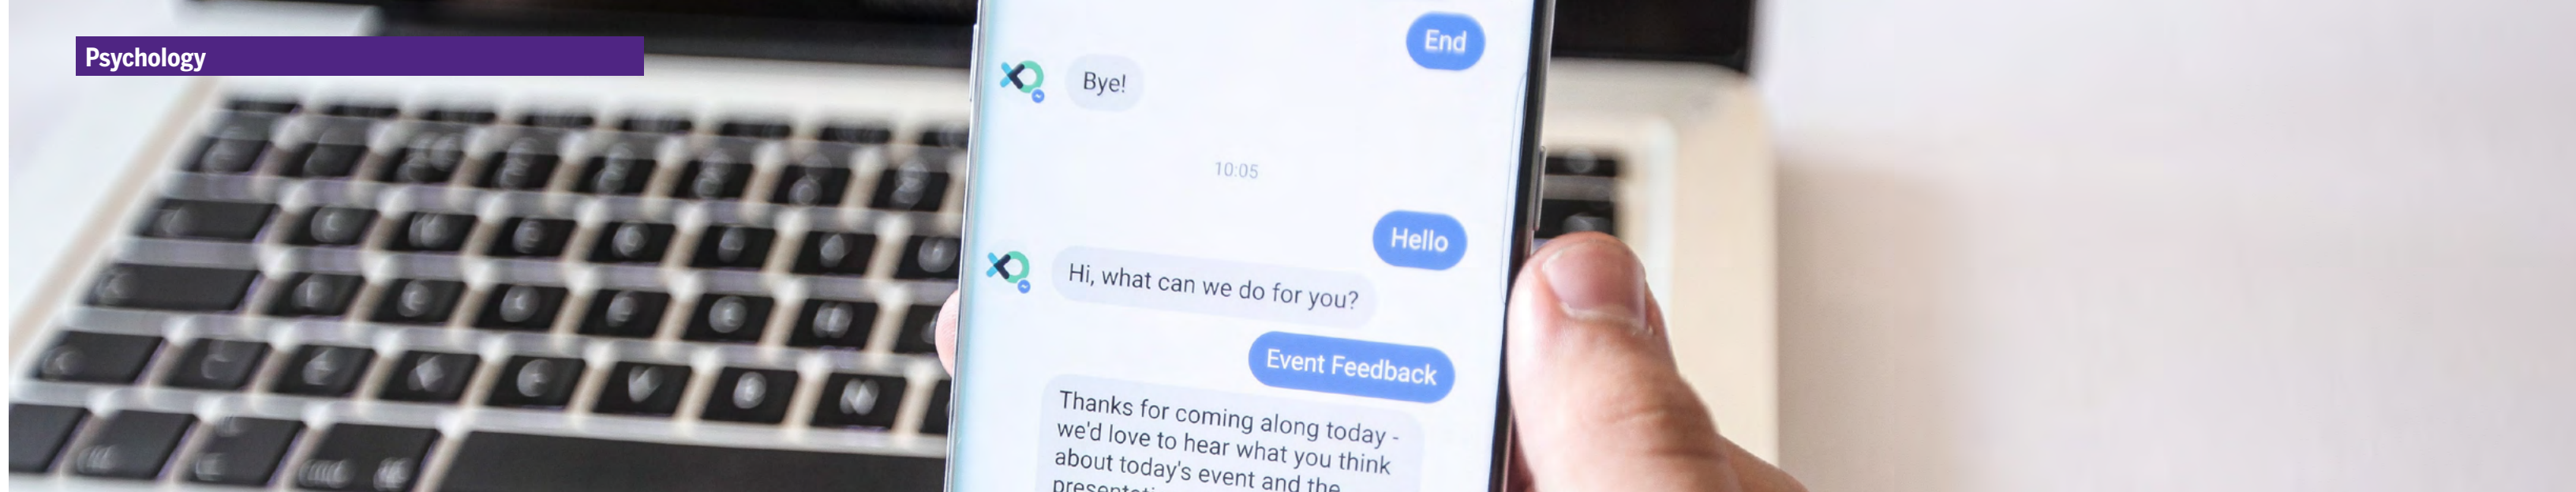 Psychology
End
Bye!
10:05
Hello
Hi, what can we do for you?
Event Feedback
Thanks for coming along today -
we'd love to hear what you think
about today's event and the